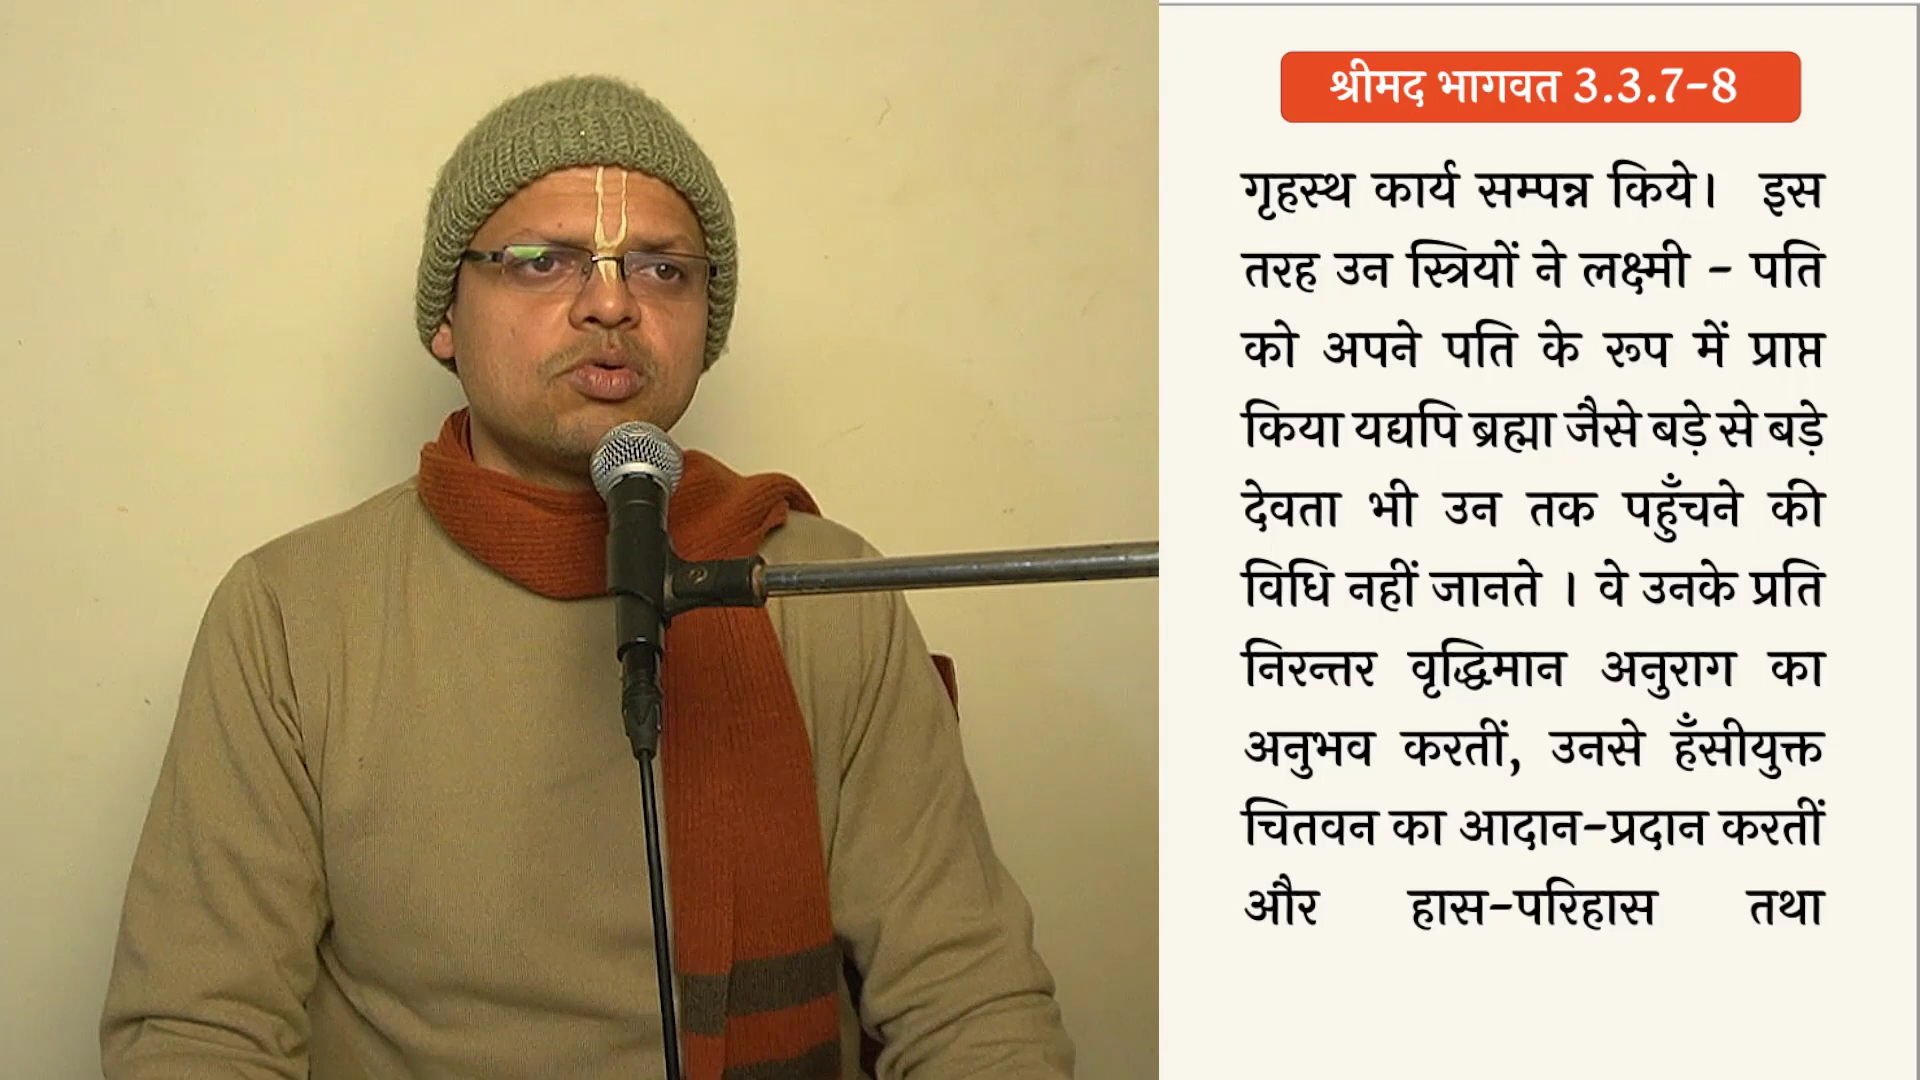 श्रीमद भागवत 3.3.7-8
गृहस्थ कार्य सम्पन्न किये। इस
तरह उन स्त्रियों ने लक्ष्मी - पति
को अपने पति के रूप में प्राप्त
किया यद्यपि ब्रह्मा जैसे बड़े से बड़े
देवता भी उन तक पहुँचने की
विधि नहीं जानते । वे उनके प्रति
निरन्तर वृद्धिमान अनुराग का
अनुभव करतीं, उनसे हँसीयुक्त
चितवन का आदान-प्रदान करतीं
और हास-परिहास तथा